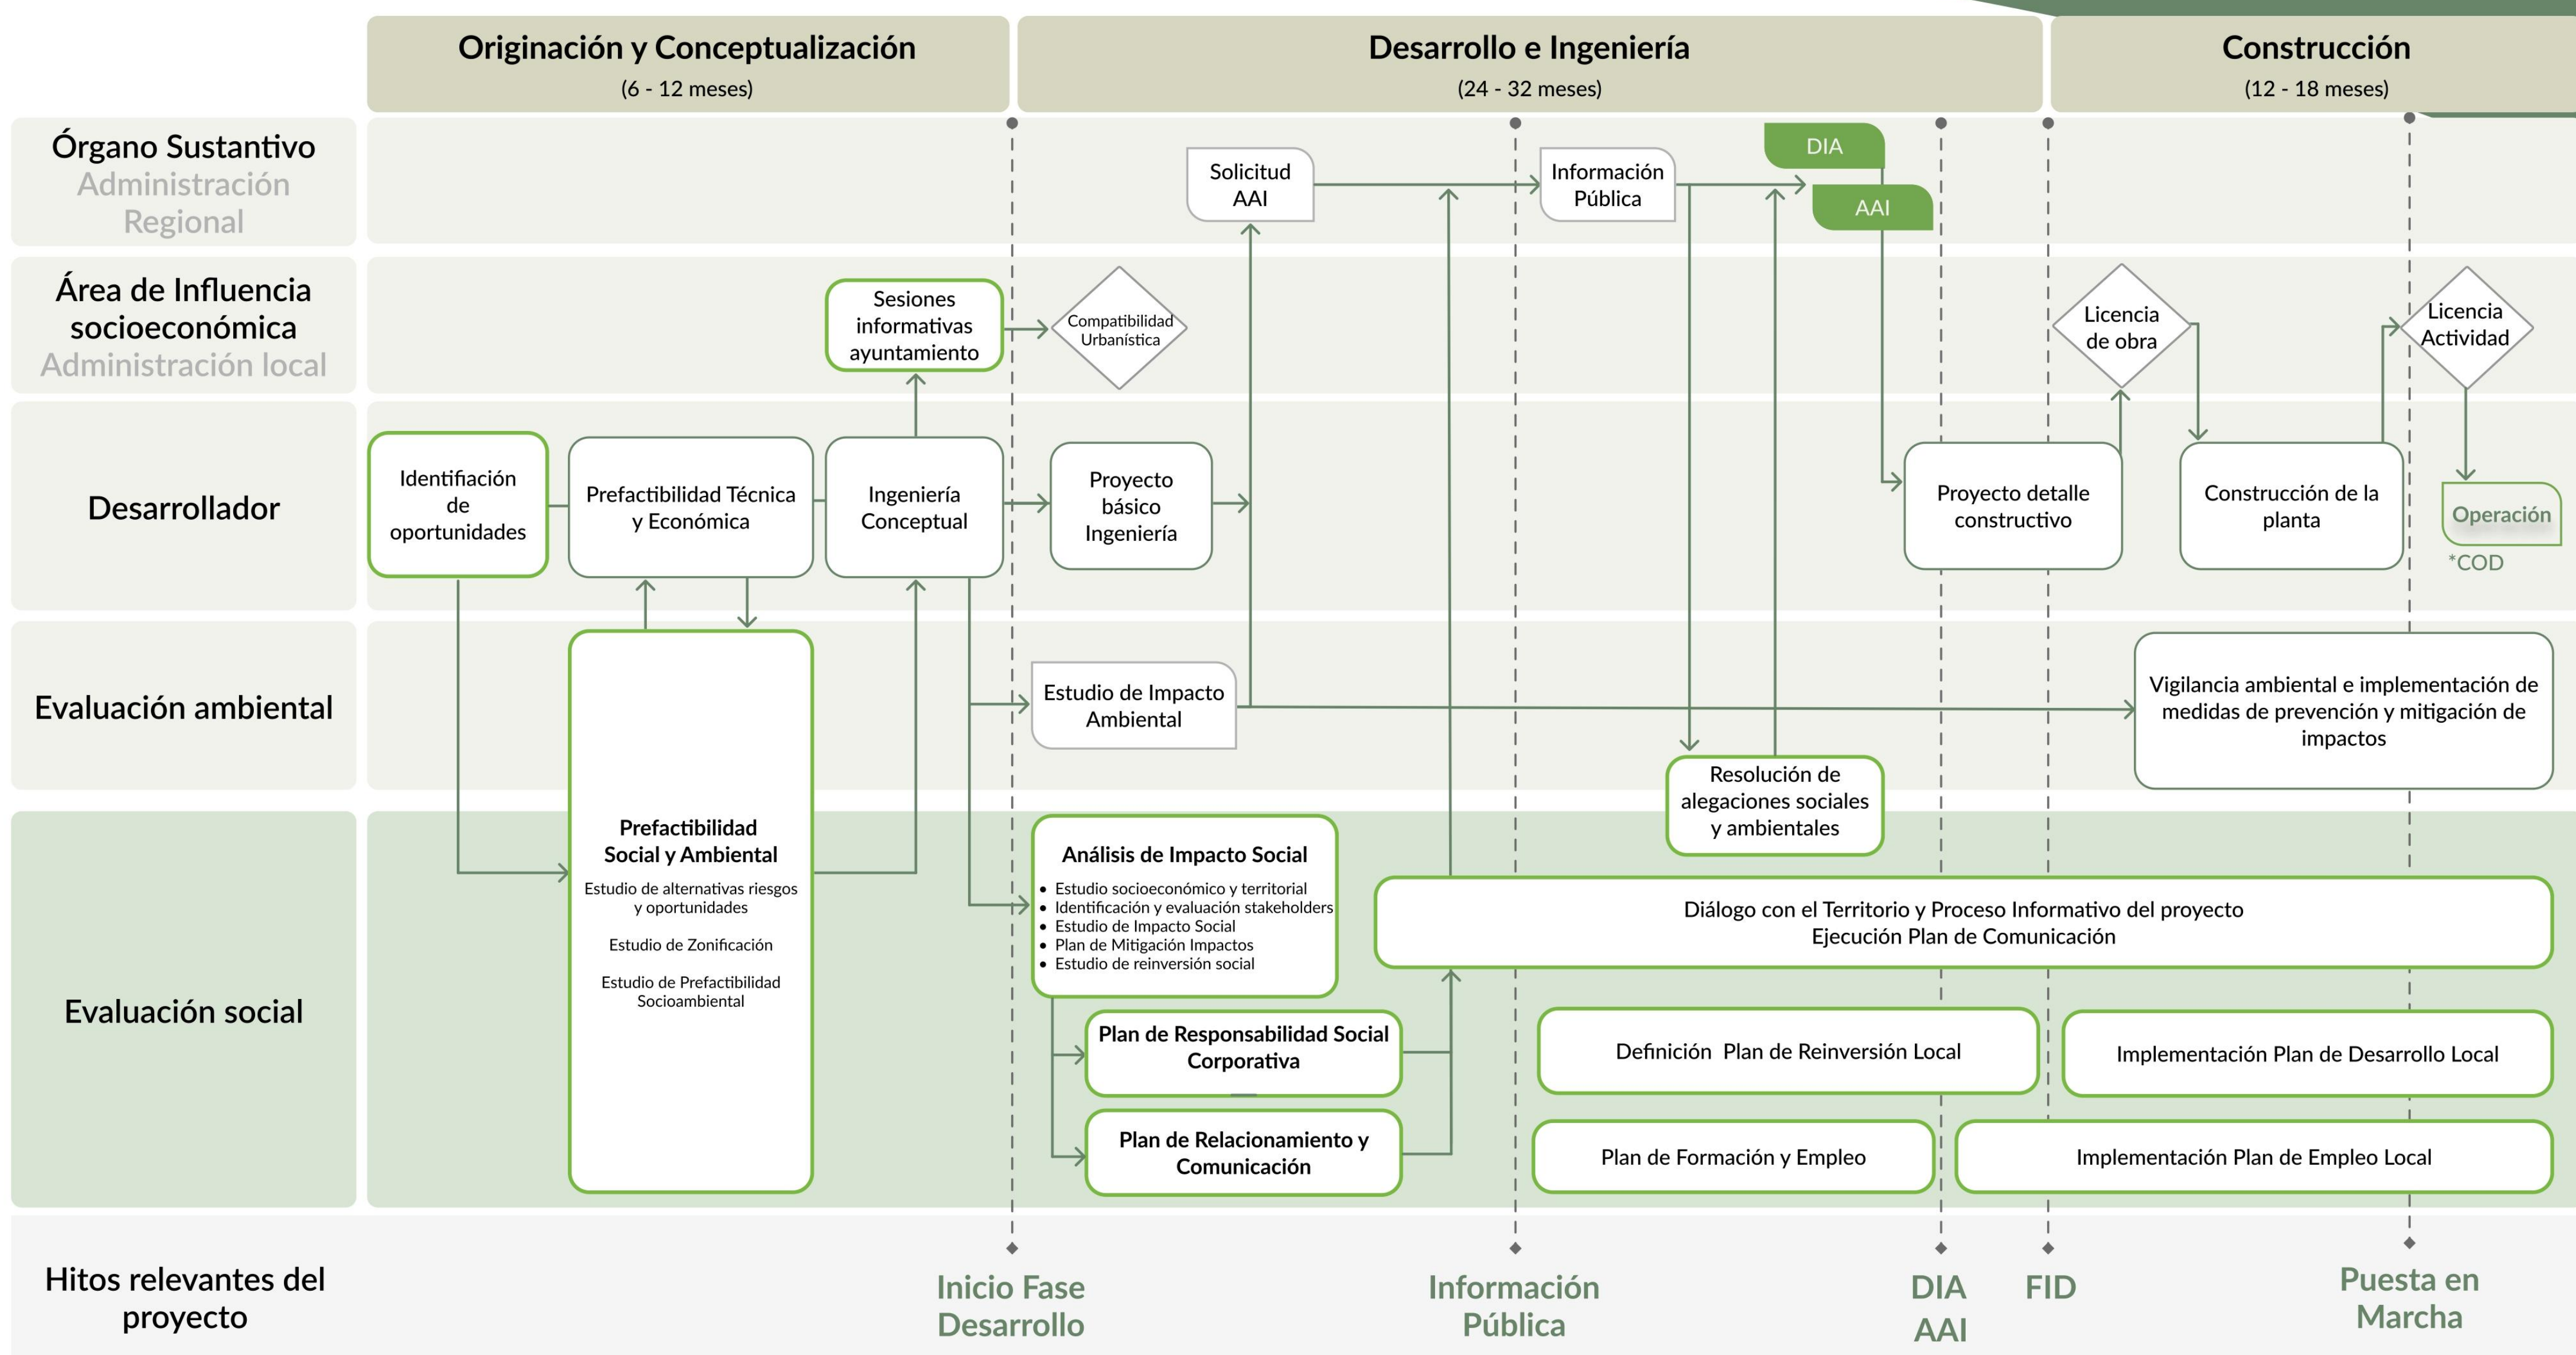 Originación y Conceptualización
(6 - 12 meses)
Desarrollo e Ingeniería
(24 - 32 meses)
Construcción
(12 - 18 meses)
Órgano Sustantivo
Administración
Regional
Solicitud
AAI
Información
Pública
DIA
AAI
Área de Influencia
socioeconómica
Administración local
Sesiones
informativas
ayuntamiento
Compatibilidad
Urbanística
Licencia
de obra
Licencia
Actividad
Desarrollador
Identifiación
de
oportunidades
Prefactibilidad Técnica
y Económica
Ingeniería
Conceptual
Proyecto
básico
Ingeniería
Proyecto detalle
constructivo
Construcción de la
planta
Operación
*COD
Evaluación ambiental
Estudio de Impacto
Ambiental
Vigilancia ambiental e implementación de
medidas de prevención y mitigación de
impactos
Resolución de
alegaciones sociales
y ambientales
Evaluación social
Prefactibilidad
Social y Ambiental
Estudio de alternativas riesgos
y oportunidades
Estudio de Zonificación
Estudio de Prefactibilidad
Socioambiental
Análisis de Impacto Social
• Estudio socioeconómico y territorial
• Identificación y evaluación stakeholders
• Estudio de Impacto Social
• Plan de Mitigación Impactos
• Estudio de reinversión social
Diálogo con el Territorio y Proceso Informativo del proyecto
Ejecución Plan de Comunicación
Plan de Responsabilidad Social
Corporativa
Definición Plan de Reinversión Local
Implementación Plan de Desarrollo Local
Plan de Relacionamiento y
Comunicación
Plan de Formación y Empleo
Implementación Plan de Empleo Local
Hitos relevantes del
proyecto
Inicio Fase
Desarrollo
Información
Pública
DIA
AAI
FID
Puesta en
Marcha